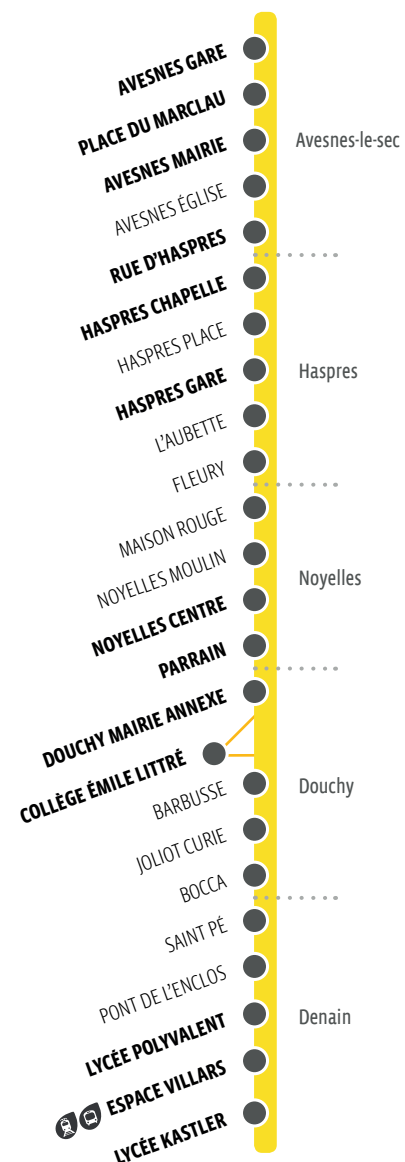 AVESNES GARE
PLACE DU MARCLAU
AVESNES MAIRIE
Avesnes-le-sec
AVESNES ÉGLISE
RUE D'HASPRES
HASPRES CHAPELLE
HASPRES PLACE
HASPRES GARE
Haspres
L'AUBETTE
FLEURY
MAISON ROUGE
NOYELLES MOULIN
Noyelles
NOYELLES CENTRE
PARRAIN
DOUCHY MAIRIE ANNEXE
COLLÈGE ÉMILE LITTRÉ
BARBUSSE
Douchy
JOLIOT CURIE
BOCCA
SAINT PÉ
PONT DE L'ENCLOS
LYCÉE POLYVALENT
Denain
ESPACE VILLARS
LYCÉE KASTLER